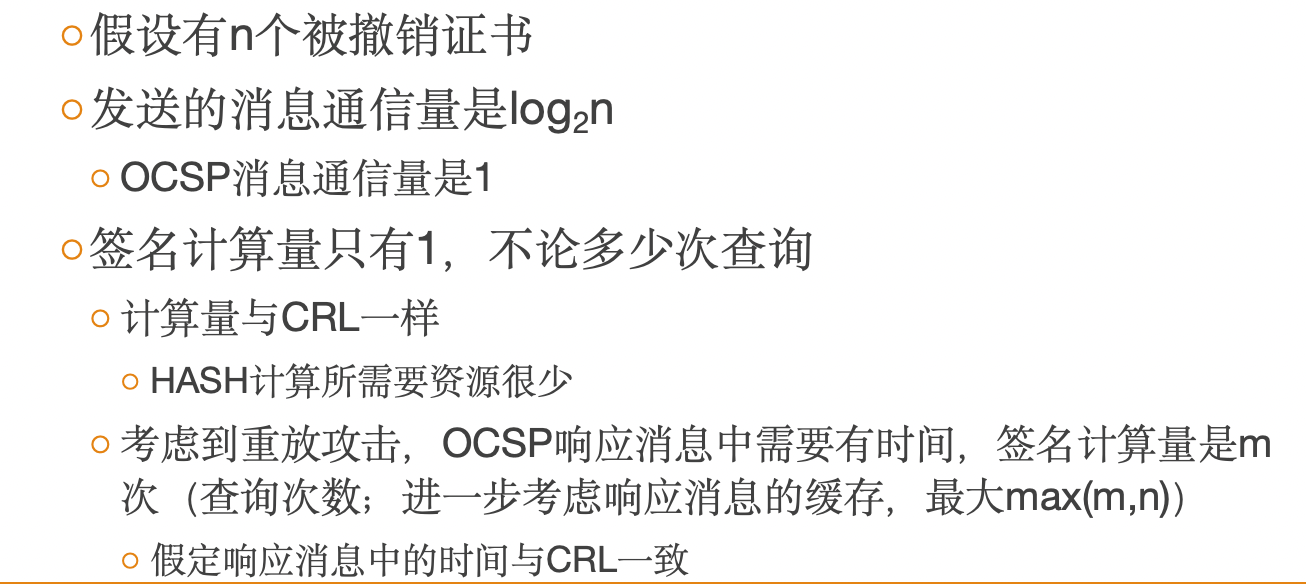 假设有n个被撤销证书
发送的消息通信量是log₂n
OCSP消息通信量是1
签名计算量只有1，不论多少次查询
计算量与CRL一样
HASH计算所需要资源很少
考虑到重放攻击，OCSP响应消息中需要有时间，签名计算量是m
次（查询次数；进一步考虑响应消息的缓存，最大max(m,n)）
假定响应消息中的时间与CRL一致